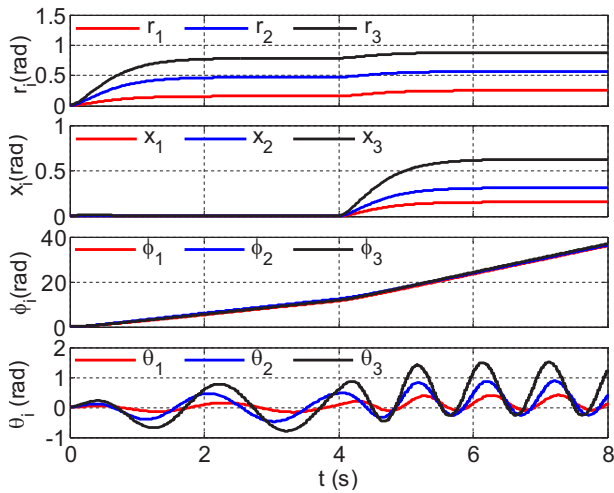 1.5
r₁ r₂ r₃
1
0.5
0
rᵢ(rad)
1
x₁ x₂ x₃
0.5
0
xᵢ(rad)
40
ϕ₁ ϕ₂ ϕ₃
20
0
ϕᵢ(rad)
2
θ₁ θ₂ θ₃
1
0
-1
θᵢ (rad)
0 2 4 6 8
t (s)